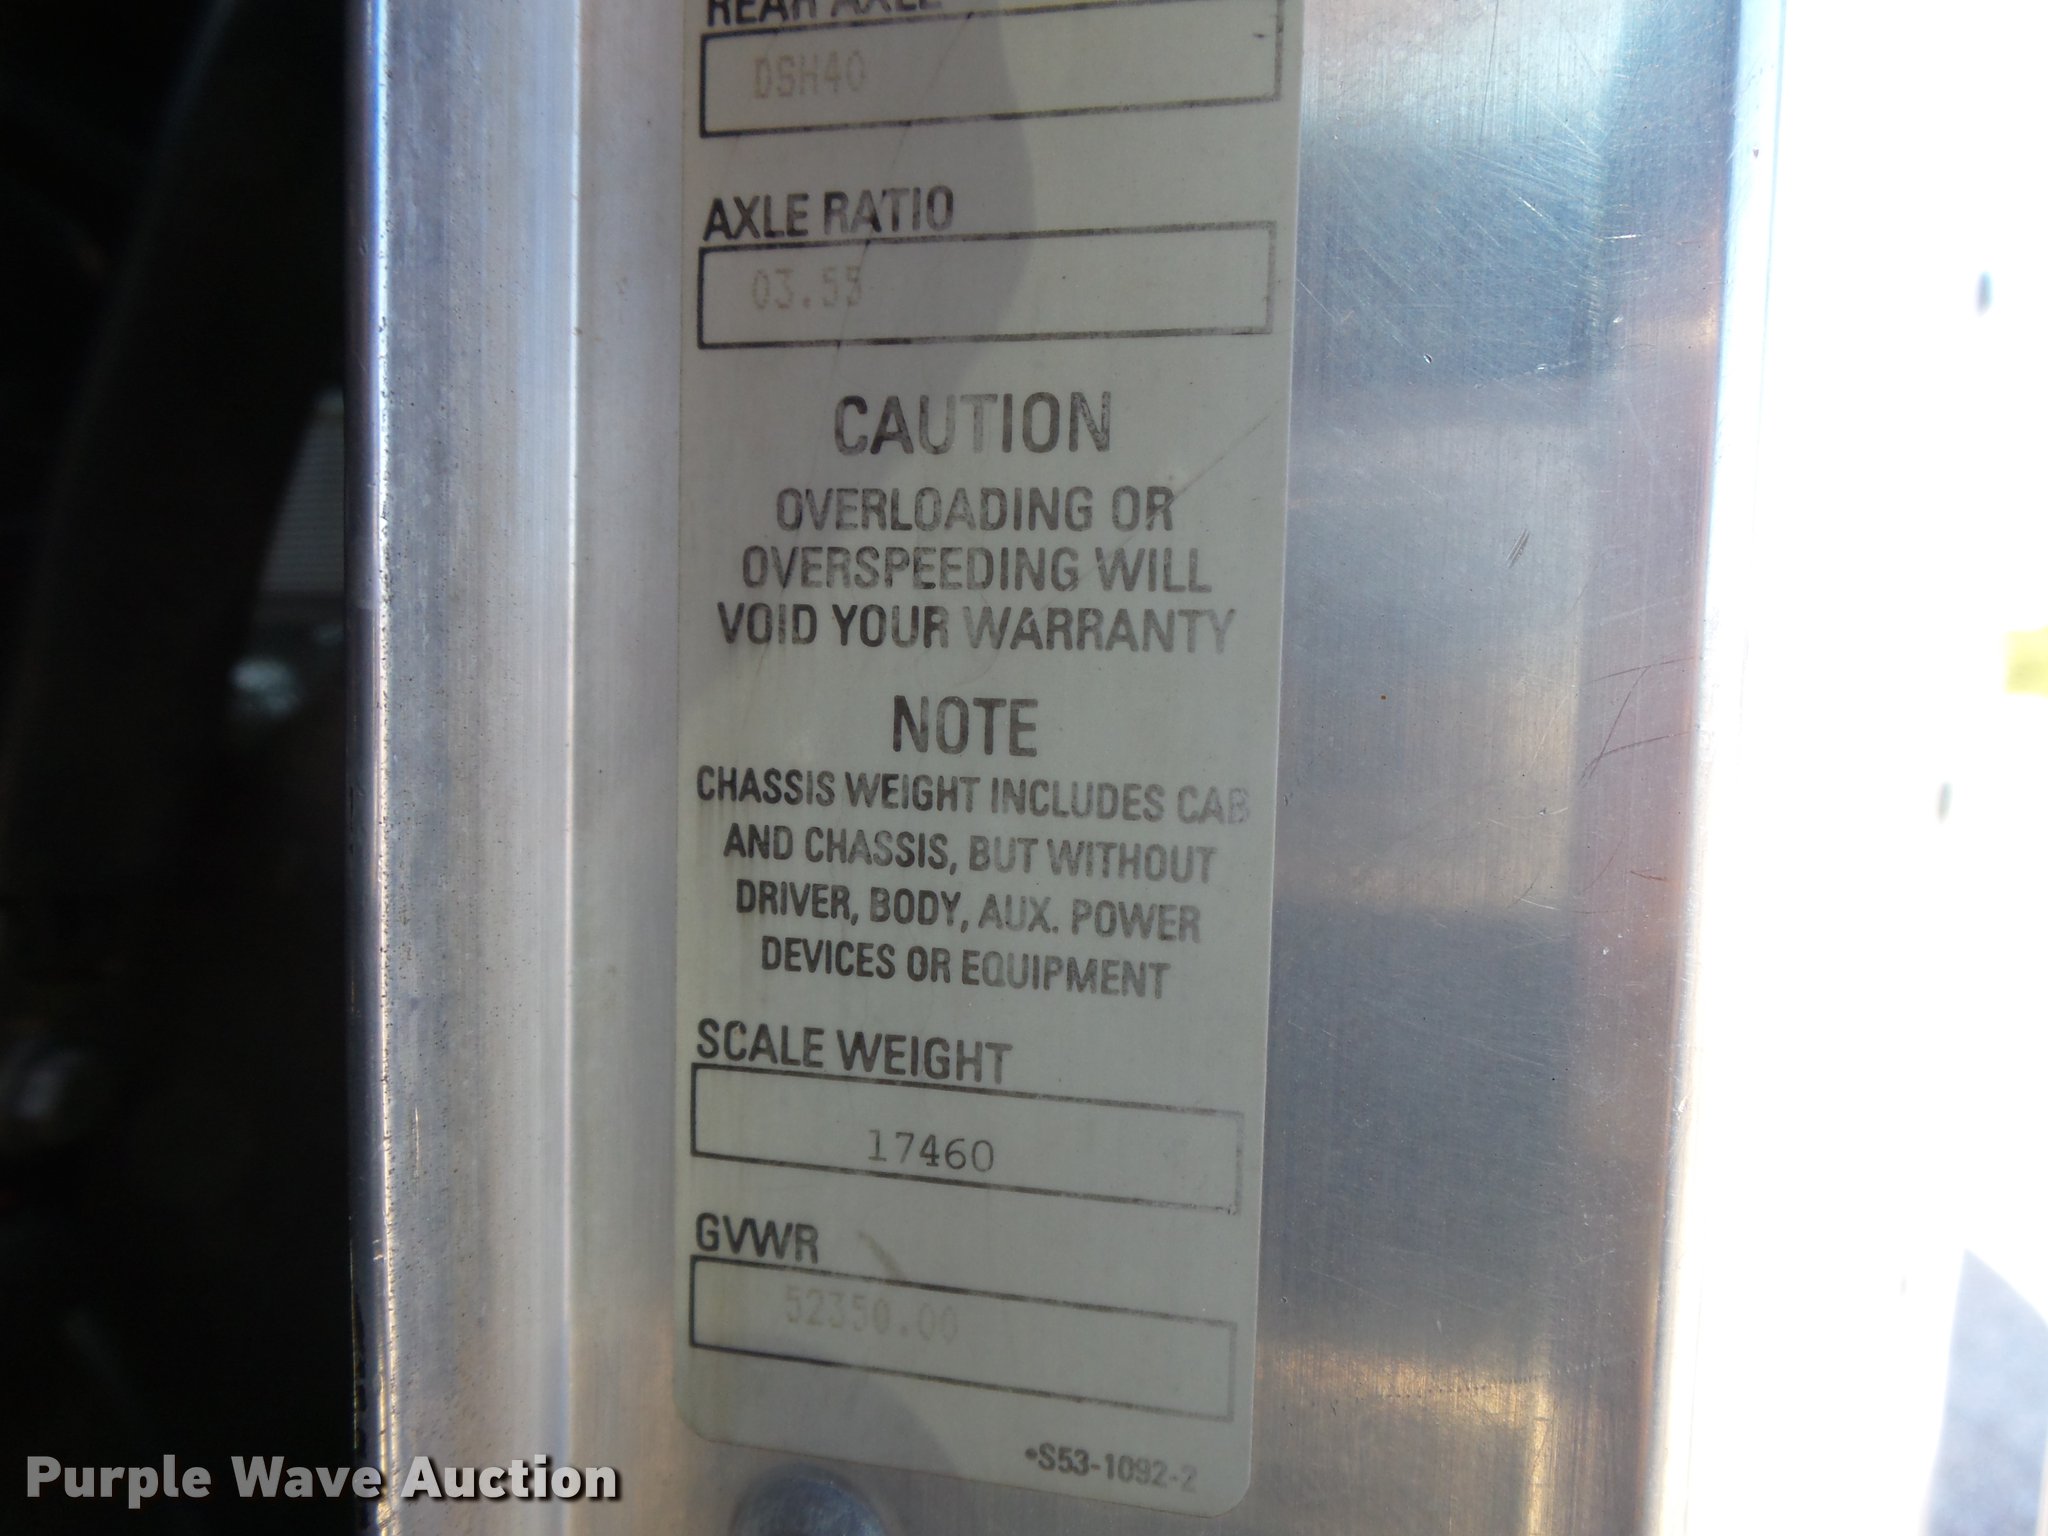 REAR AXLE
DSH40
AXLE RATIO
03.55
CAUTION
OVERLOADING OR
OVERSPEEDING WILL
VOID YOUR WARRANTY
NOTE
CHASSIS WEIGHT INCLUDES CAB
AND CHASSIS, BUT WITHOUT
DRIVER, BODY, AUX. POWER
DEVICES OR EQUIPMENT
SCALE WEIGHT
17460
GVWR
52350.00
•S53-1092-2
Purple Wave Auction